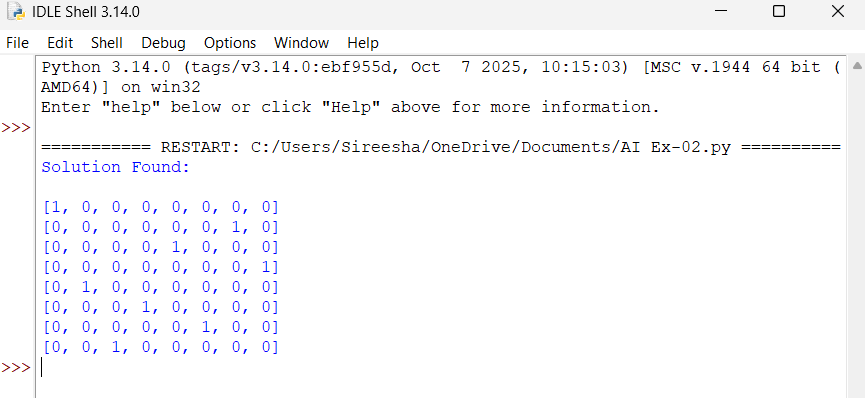 IDLE Shell 3.14.0
File Edit Shell Debug Options Window Help
Python 3.14.0 (tags/v3.14.0:ebf955d, Oct  7 2025, 10:15:03) [MSC v.1944 64 bit (
AMD64)] on win32
Enter "help" below or click "Help" above for more information.
>>>
=========== RESTART: C:/Users/Sireesha/OneDrive/Documents/AI Ex-02.py ==========
Solution Found:
[1, 0, 0, 0, 0, 0, 0, 0]
[0, 0, 0, 0, 0, 0, 1, 0]
[0, 0, 0, 0, 1, 0, 0, 0]
[0, 0, 0, 0, 0, 0, 0, 1]
[0, 1, 0, 0, 0, 0, 0, 0]
[0, 0, 0, 1, 0, 0, 0, 0]
[0, 0, 0, 0, 0, 1, 0, 0]
[0, 0, 1, 0, 0, 0, 0, 0]
>>>